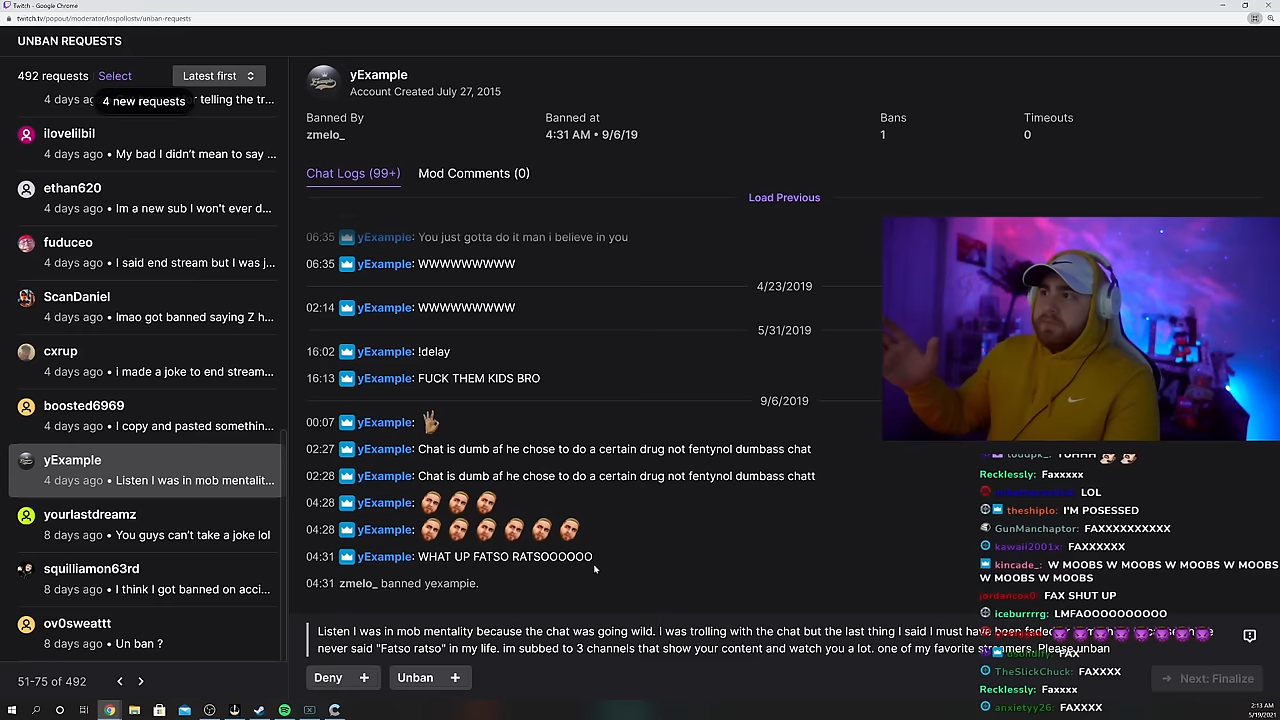 Twitch - Google Chrome
twitch.tv/popout/moderator/lospollostv/unban-requests
UNBAN REQUESTS
492 requests Select Latest first
4 days ag r telling the tr...
4 new requests
ilovelilbil
4 days ago • My bad I didn't mean to say ...
ethan620
4 days ago • Im a new sub I won't ever d...
fuduceo
4 days ago • I said end stream but I was j...
ScanDaniel
4 days ago • lmao got banned saying Z h...
cxrup
4 days ago • i made a joke to end stream...
boosted6969
4 days ago • I copy and pasted somethin...
yExample
4 days ago • Listen I was in mob mentalit...
yourlastdreamz
8 days ago • You guys can't take a joke lol
squilliamon63rd
8 days ago • I think I got banned on acci...
ov0sweattt
8 days ago • Un ban ?
51-75 of 492
yExample
Account Created July 27, 2015
Banned By Banned at Bans Timeouts
zmelo_ 4:31 AM • 9/6/19 1 0
Chat Logs (99+) Mod Comments (0)
Load Previous
06:35 yExample: You just gotta do it man i believe in you
06:35 yExample: WWWWWWWWW
4/23/2019
02:14 yExample: WWWWWWWWW
5/31/2019
16:02 yExample: !delay
16:13 yExample: FUCK THEM KIDS BRO
9/6/2019
00:07 yExample:
02:27 yExample: Chat is dumb af he chose to do a certain drug not fentynol dumbass chat
02:28 yExample: Chat is dumb af he chose to do a certain drug not fentynol dumbass chatt
04:28 yExample:
04:28 yExample:
04:31 yExample: WHAT UP FATSO RATSOOOOOO
04:31 zmelo_ banned yexampie.
Listen I was in mob mentality because the chat was going wild. I was trolling with the chat but the last thing I said I must have been
never said "Fatso ratso" in my life. im subbed to 3 channels that show your content and watch you a lot. one of my favorite streamers. Please unban
Deny + Unban +
Next: Finalize
Recklessly: Faxxxxx
LOL
theshiplo: I'M POSESSED
GunManchaptor: FAXXXXXXXXX
kawaii2001x: FAXXXXXX
kincade_: W MOOBS W MOOBS W MOOBS W MOOBS
W MOOBS W MOOBS
jordancox0: FAX SHUT UP
iceburrrg: LMFAOOOOOOOOOO
FAX
TheSlickChuck: FAXXXX
Recklessly: Faxxxx
anxietyy26: FAXXXX
2:13 AM
5/19/2021